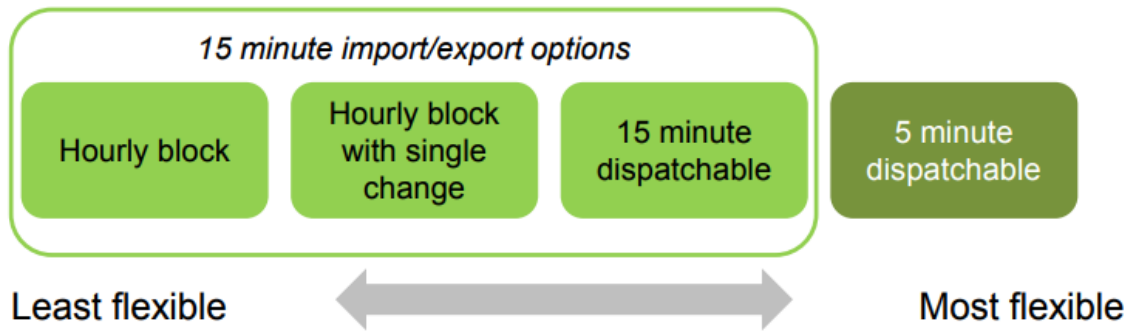 15 minute import/export options
Hourly block
Hourly block
with single
change
15 minute
dispatchable
5 minute
dispatchable
Least flexible
Most flexible